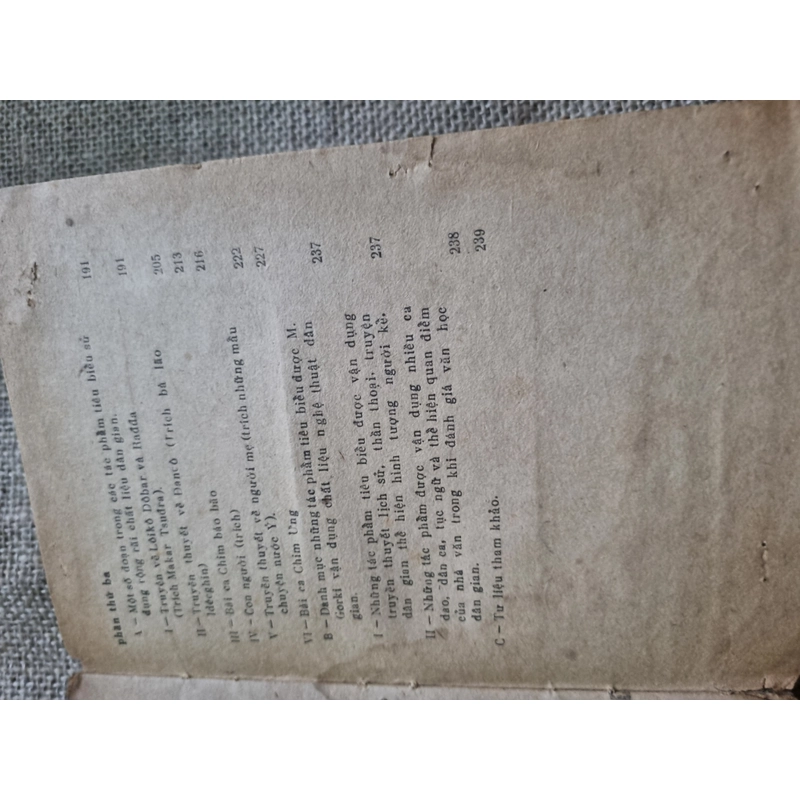 Phần thứ ba 191
A — Một số đoạn trong các tác phẩm tiêu biểu sử
dụng rộng rãi chất liệu dân gian. 191
I — Truyện về Lôikô Dôbar và Rađđa
(Trích Makar Tsuđra). 205
II — Truyền thuyết về Đancô (Trích bà lão 213
Idécghin) 216
III — Bài ca Chim báo bão
IV — Con người (trích) 222
V — Truyền thuyết về người mẹ (trích những mẩu 227
chuyện nước Ý).
VI — Bài ca Chim Ưng 237
B — Danh mục những tác phẩm tiêu biểu được M.
Gorki vận dụng chất liệu nghệ thuật dân
gian. 237
I — Những tác phẩm tiêu biểu được vận dụng
truyền thuyết lịch sử, thần thoại, truyện
dân gian thể hiện hình tượng người kể.
II — Những tác phẩm được vận dụng nhiều ca
dao, dân ca, tục ngữ và thể hiện quan điểm
của nhà văn trong khi đánh giá văn học 238
dân gian. 239
C — Tư liệu tham khảo.